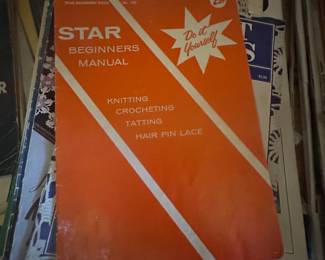 STAR
BEGINNERS
MANUAL
Do it
Yourself
KNITTING
CROCHETING
TATTING
HAIR PIN LACE